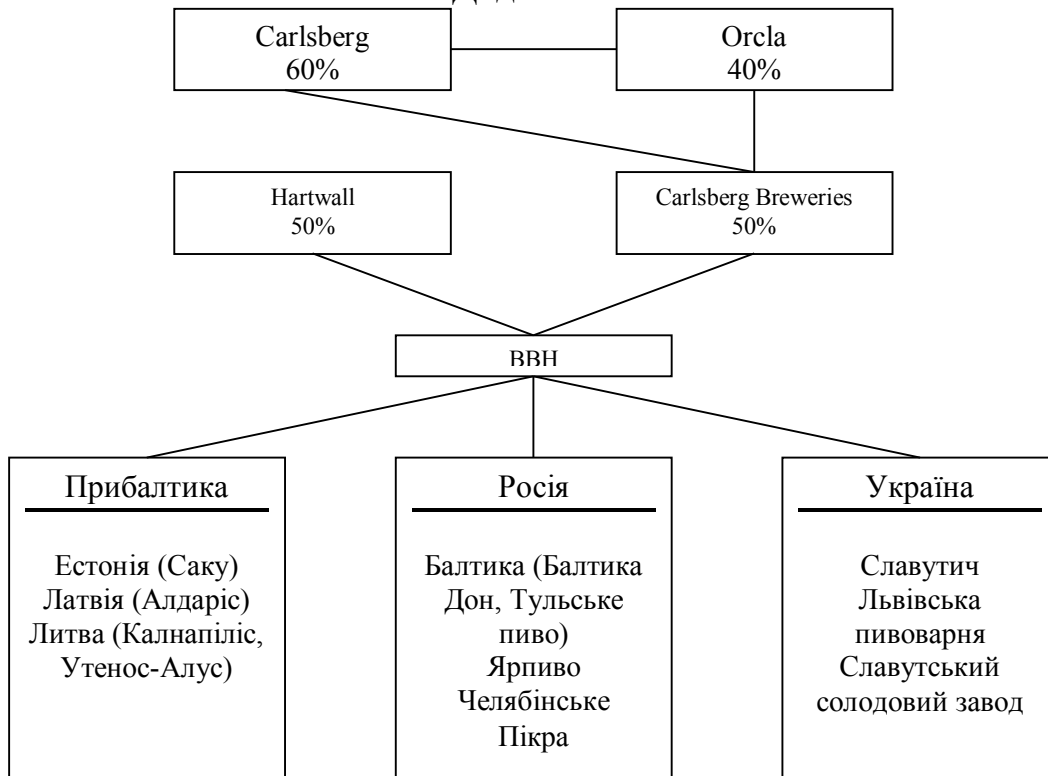 Carlsberg
60%
Orcla
40%
Hartwall
50%
Carlsberg Breweries
50%
BBH
Прибалтика
Естонія (Саку)
Латвія (Алдаріс)
Литва (Калнапіліс,
Утенос-Алус)
Росія
Балтика (Балтика
Дон, Тульське
пиво)
Ярпиво
Челябінське
Пікра
Україна
Славутич
Львівська
пивоварня
Славутський
солодовий завод